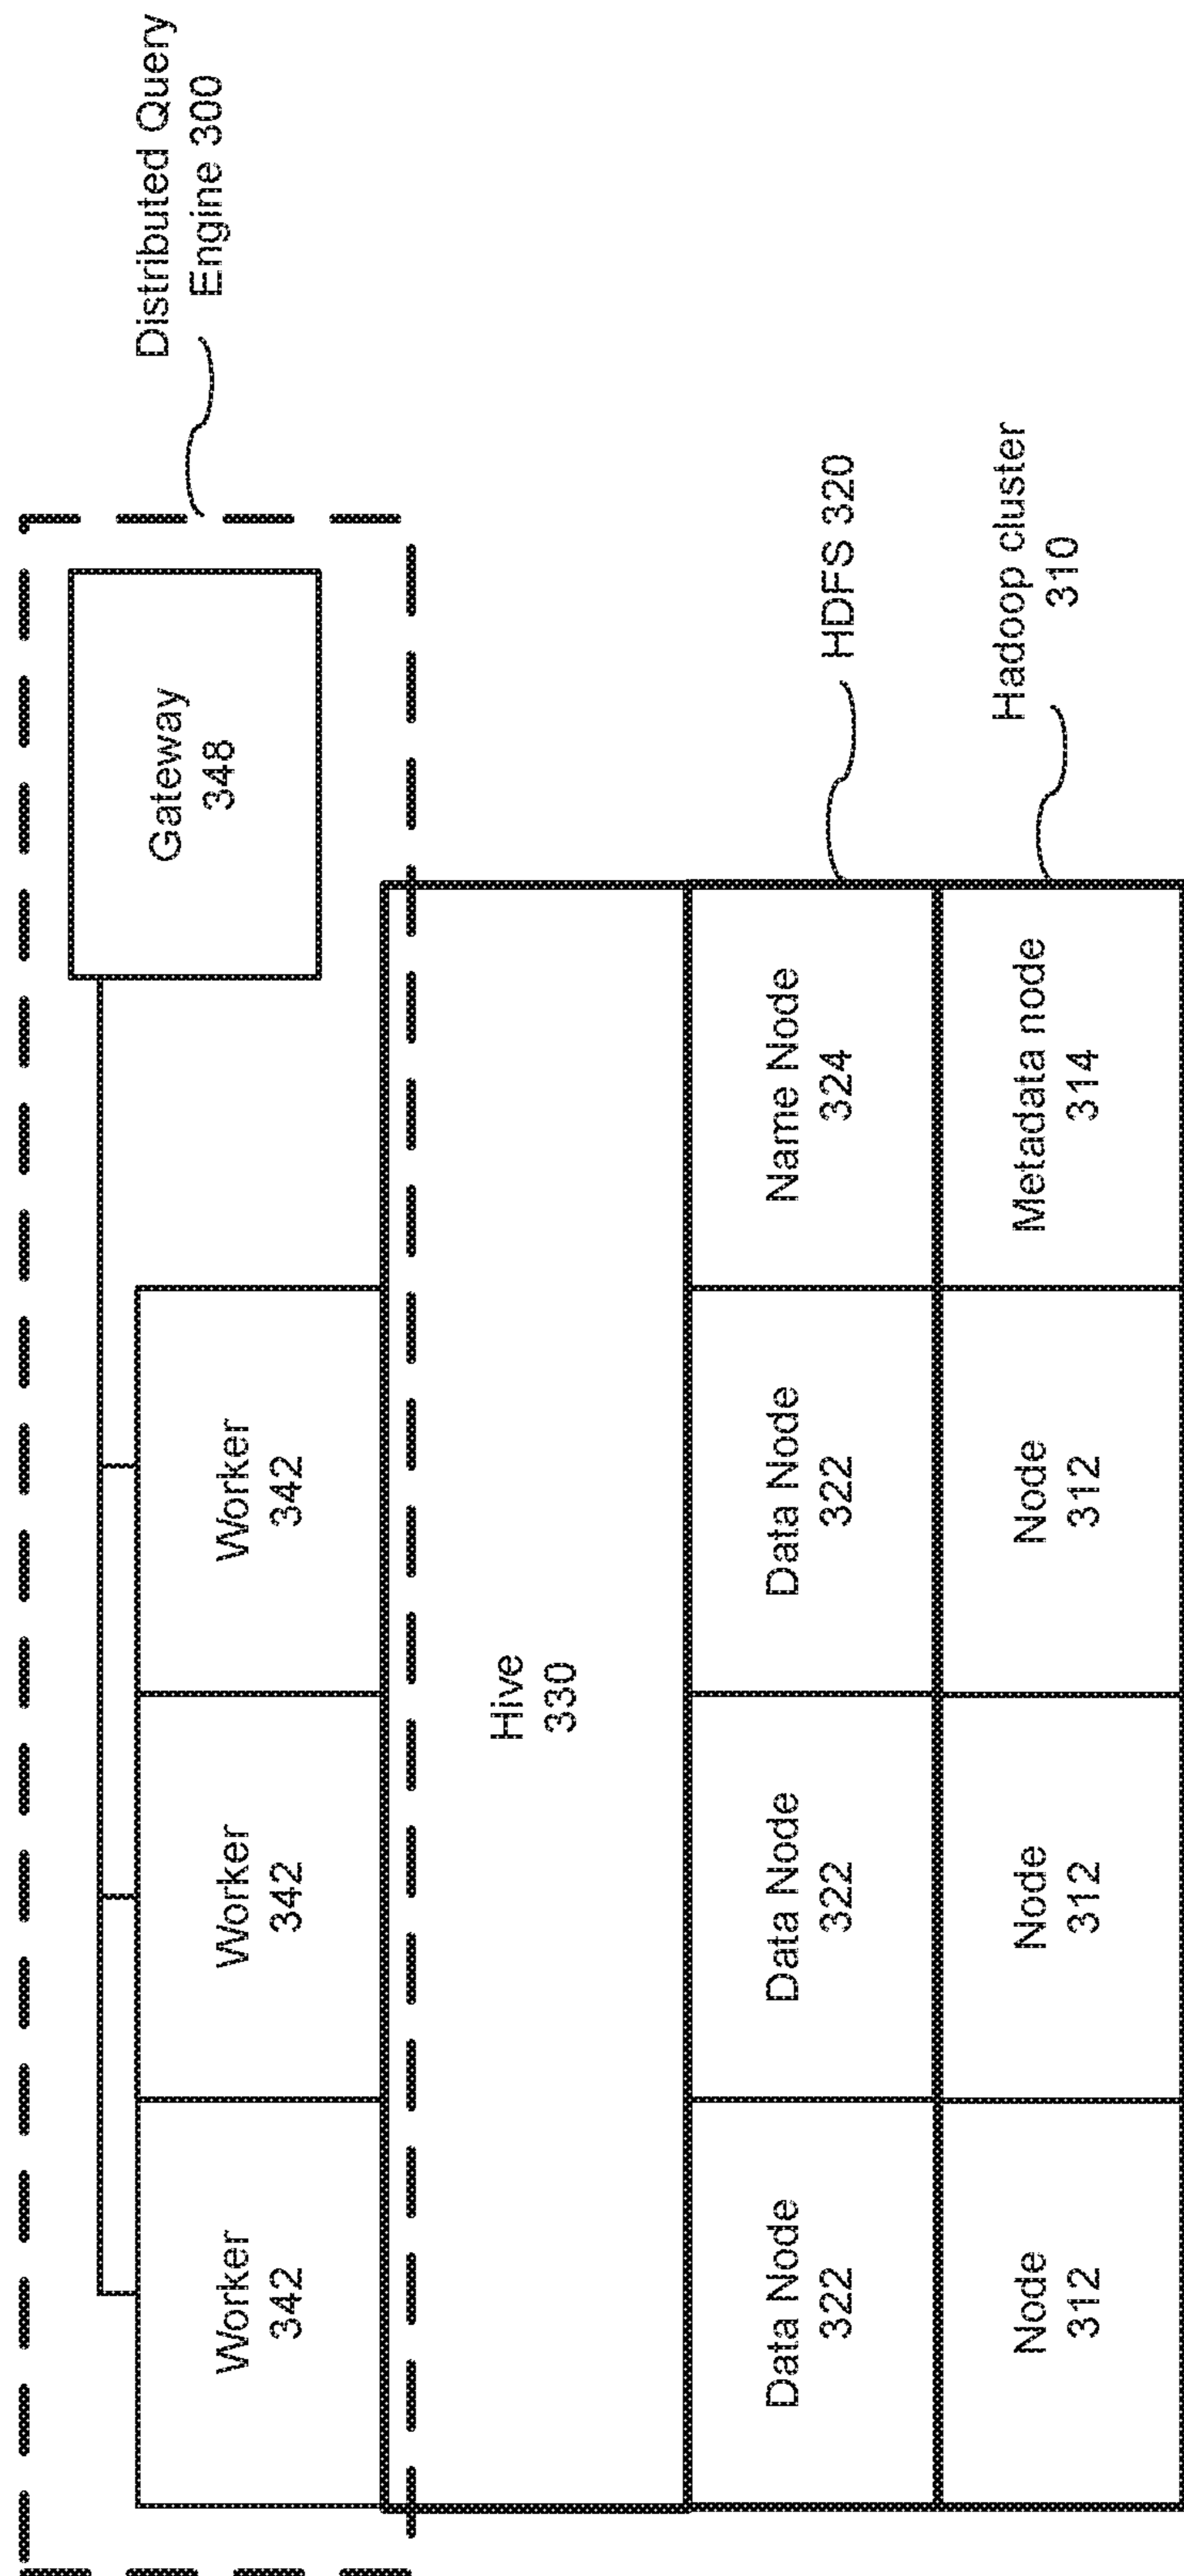 Distributed Query
Engine 300
Gateway
348
Worker
342
Worker
342
Worker
342
Hive
330
HDFS 320
Data Node
322
Data Node
322
Data Node
322
Name Node
324
Hadoop cluster
310
Node
312
Node
312
Node
312
Metadata node
314